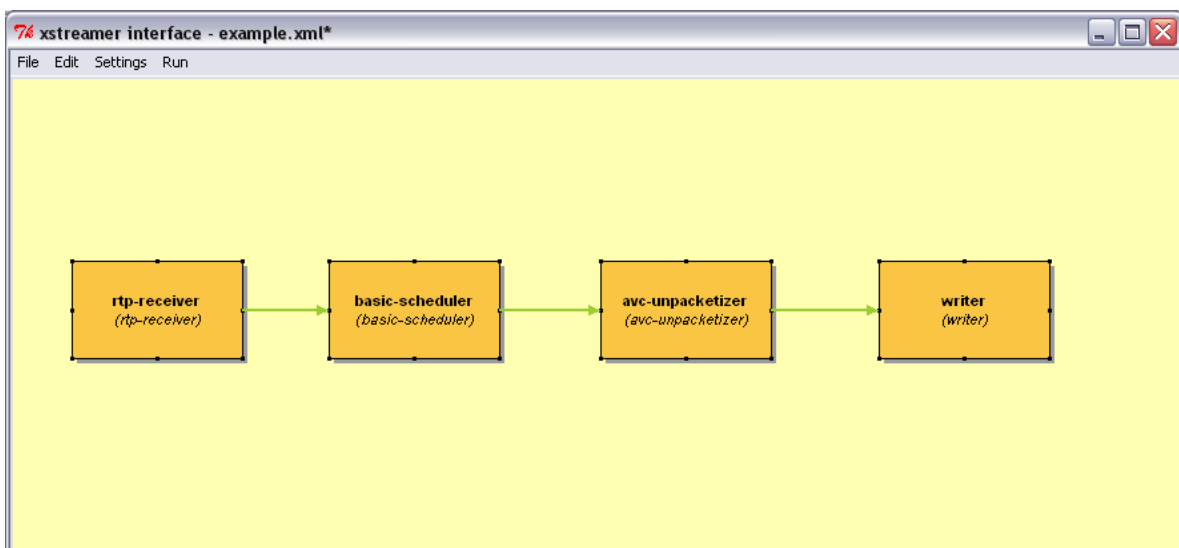 xstreamer interface - example.xml*
File Edit Settings Run
rtp-receiver
(rtp-receiver)
basic-scheduler
(basic-scheduler)
avc-unpacketizer
(avc-unpacketizer)
writer
(writer)